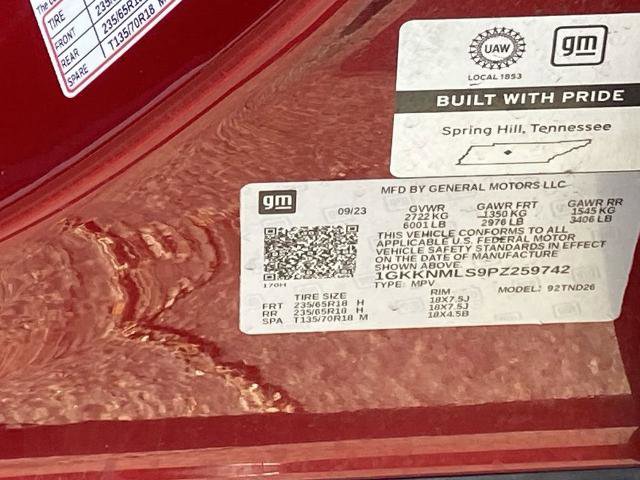 The co
TIRE
FRONT 235/
REAR 235/65R18
SPARE T135/70R18 M
UAW
gm
LOCAL 1853
BUILT WITH PRIDE
Spring Hill, Tennessee
gm
MFD BY GENERAL MOTORS LLC
09/23 GVWR GAWR FRT GAWR RR
2722 KG 1350 KG 1545 KG
6001 LB 2976 LB 3406 LB
THIS VEHICLE CONFORMS TO ALL
APPLICABLE U.S. FEDERAL MOTOR
VEHICLE SAFETY STANDARDS IN EFFECT
ON THE DATE OF MANUFACTURE
SHOWN ABOVE.
1GKKNMLS9PZ259742
170H TYPE: MPV MODEL: 92TND26
TIRE SIZE RIM
FRT 235/65R18 H 18X7.5J
RR 235/65R18 H 18X7.5J
SPA T135/70R18 M 18X4.5B